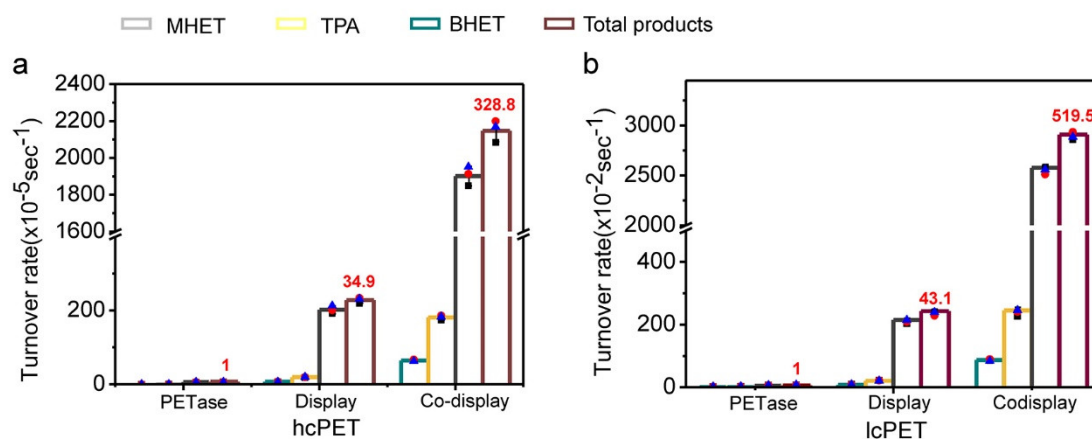 MHET TPA BHET Total products
a
Turnover rate(x10⁻⁵sec⁻¹)
2400
2200
2000
1800
1600
200
0
1
34.9
328.8
PETase Display Co-display
hcPET
b
Turnover rate(x10⁻²sec⁻¹)
3000
2500
2000
400
200
0
1
43.1
519.5
PETase Display Codisplay
lcPET